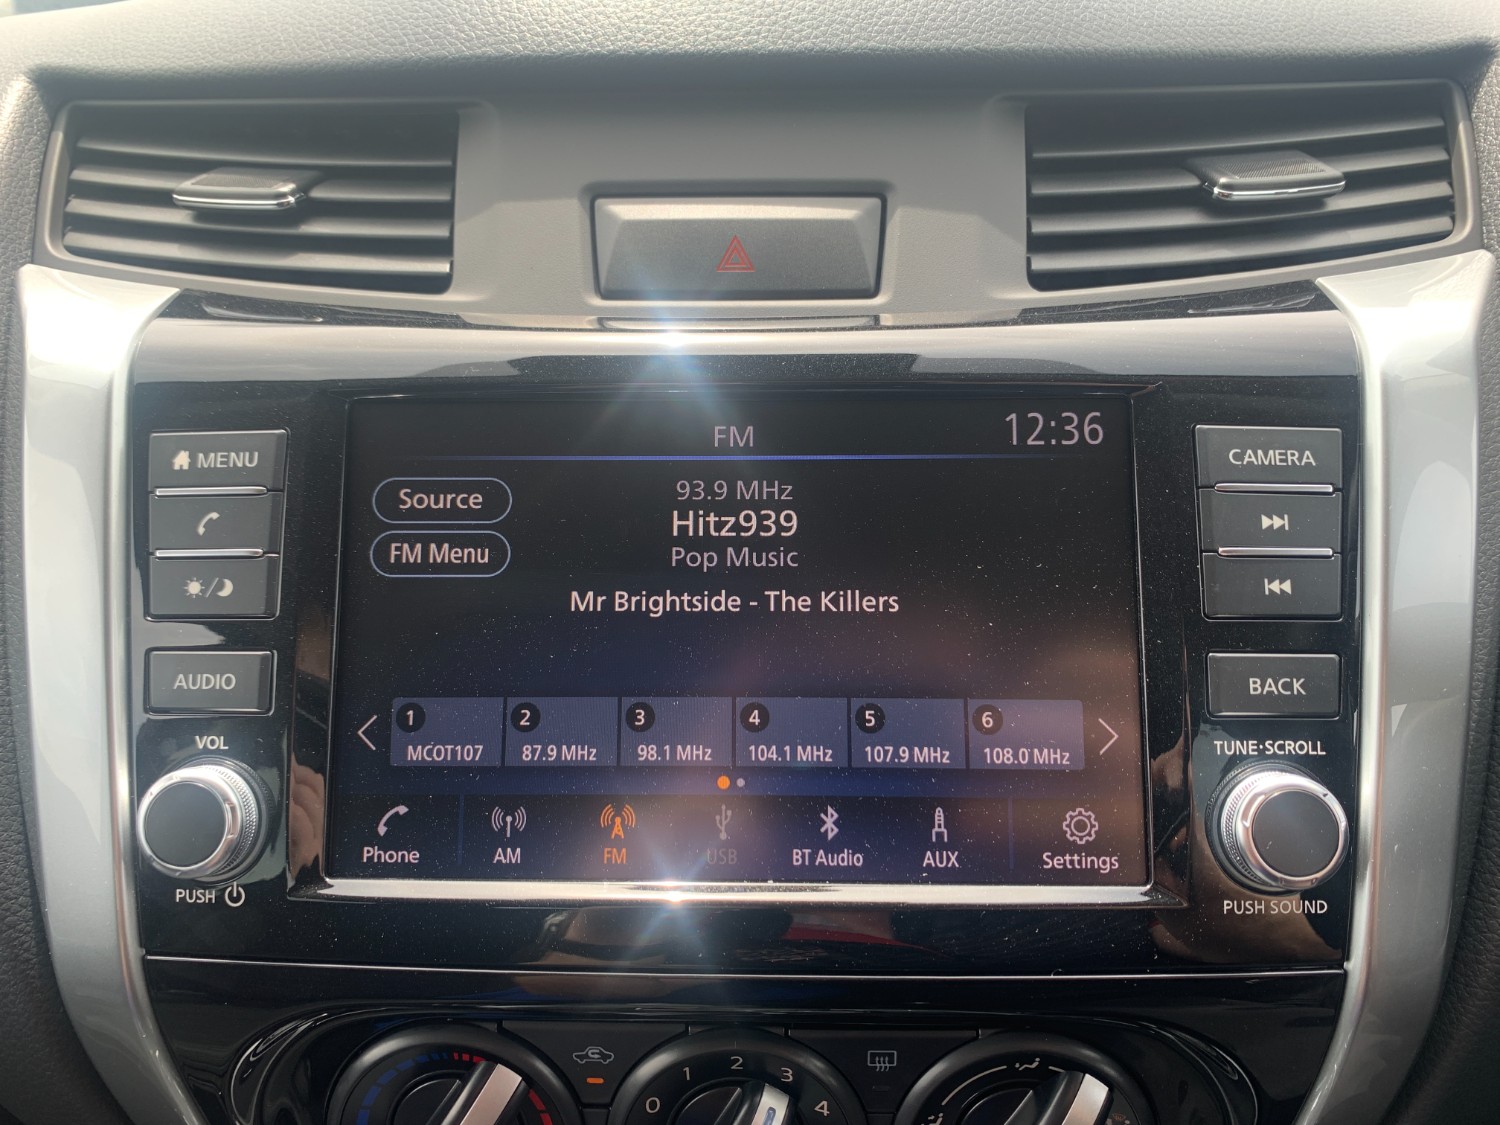 FM
12:36
MENU
CAMERA
Source
93.9 MHz
Hitz939
FM Menu
Pop Music
Mr Brightside - The Killers
AUDIO
BACK
VOL
TUNE·SCROLL
1
2
3
4
5
6
MCOT107
87.9 MHz
98.1 MHz
104.1 MHz
107.9 MHz
108.0 MHz
Phone
AM
FM
USB
BT Audio
AUX
Settings
PUSH
PUSH SOUND
0
1
2
3
4